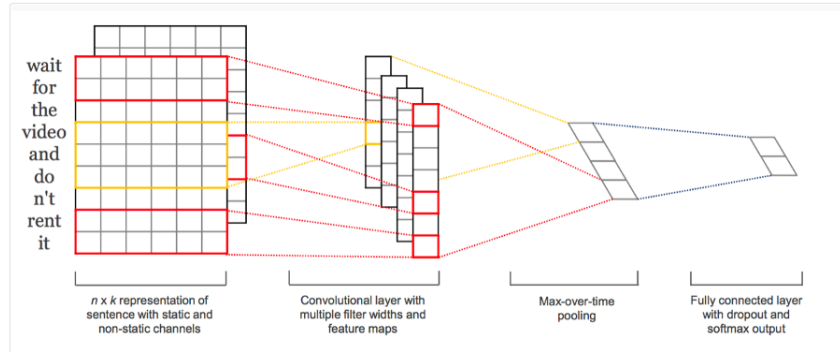 wait
for
the
video
and
do
n't
rent
it
n x k representation of
sentence with static and
non-static channels
Convolutional layer with
multiple filter widths and
feature maps
Max-over-time
pooling
Fully connected layer
with dropout and
softmax output